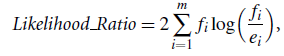 Likelihood_Ratio = 2 ∑_{i=1}^{m} f_i log(f_i / e_i),